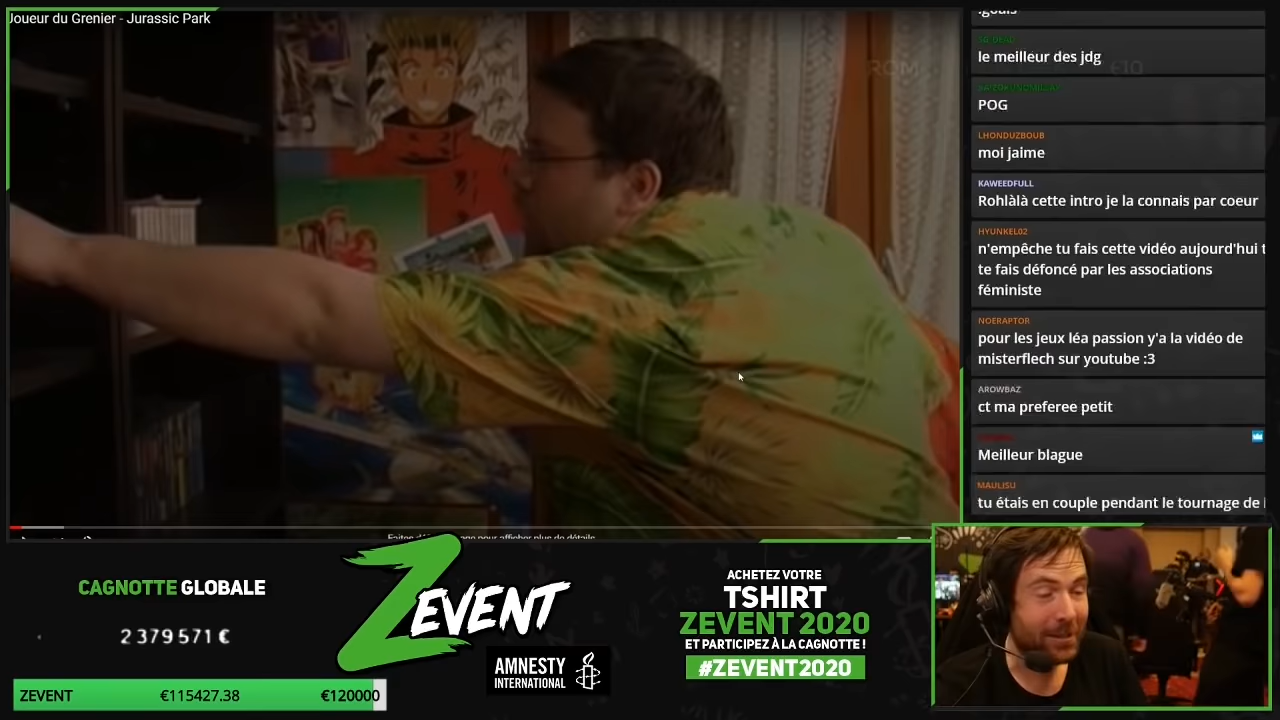 Joueur du Grenier - Jurassic Park
le meilleur des jdg
€10
POG
LHONDUZBOUB
moi jaime
KAWEEDFULL
Rohlàlà cette intro je la connais par coeur
HYUNKEL02
n'empêche tu fais cette vidéo aujourd'hui t
te fais défoncé par les associations
féministe
NOERAPTOR
pour les jeux léa passion y'a la vidéo de
misterflech sur youtube :3
AROWBAZ
ct ma preferee petit
Meilleur blague
MAULISU
tu étais en couple pendant le tournage de
CAGNOTTE GLOBALE
2 379 571 €
ZEVENT €115427.38 €120000
ZEVENT
AMNESTY
INTERNATIONAL
ACHETEZ VOTRE
TSHIRT
ZEVENT 2020
ET PARTICIPEZ À LA CAGNOTTE !
#ZEVENT2020